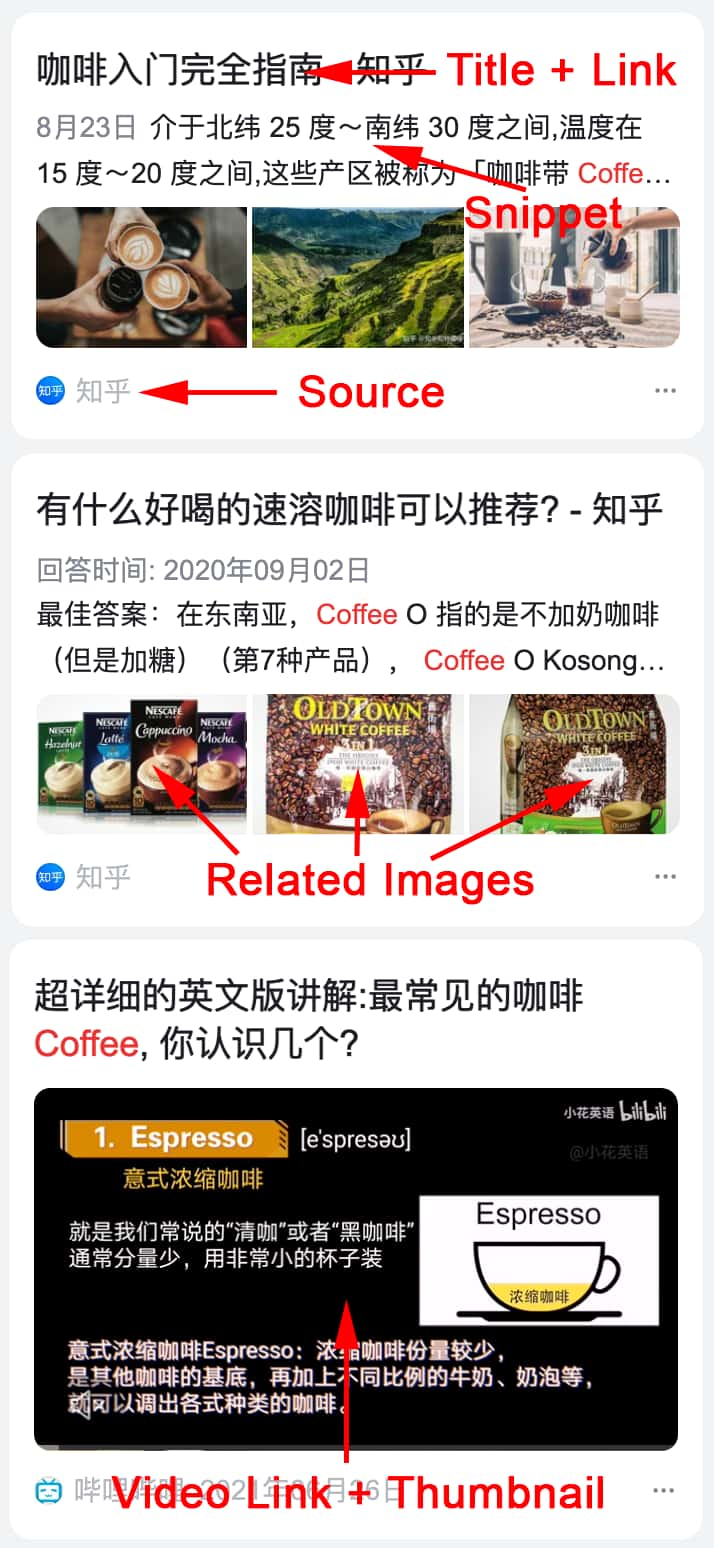 咖啡入门完全指南 - 知乎
Title + Link
8月23日 介于北纬 25 度～南纬 30 度之间,温度在
15 度～20 度之间,这些产区被称为「咖啡带 Coffe...
Snippet
知乎
知乎
Source
有什么好喝的速溶咖啡可以推荐? - 知乎
回答时间: 2020年09月02日
最佳答案：在东南亚，Coffee O 指的是不加奶咖啡
（但是加糖）（第7种产品）， Coffee O Kosong...
NESCAFÉ
Hazelnut
NESCAFÉ
Latte
NESCAFÉ
Cappuccino
NESCAFÉ
Mocha
OLDTOWN
WHITE COFFEE
3 IN 1
OLDTOWN
WHITE COFFEE
3 IN 1
知乎
知乎
Related Images
超详细的英文版讲解:最常见的咖啡
Coffee, 你认识几个?
小花英语 bilibili
@小花英语
1. Espresso [e'spresəʊ]
意式浓缩咖啡
就是我们常说的“清咖”或者“黑咖啡”
通常分量少，用非常小的杯子装
Espresso
浓缩咖啡
意式浓缩咖啡Espresso：浓缩咖啡份量较少，
是其他咖啡的基底，再加上不同比例的牛奶、奶泡等，
就可以调出各式种类的咖啡。
哔哩哔哩 2021年06月26日
Video Link + Thumbnail